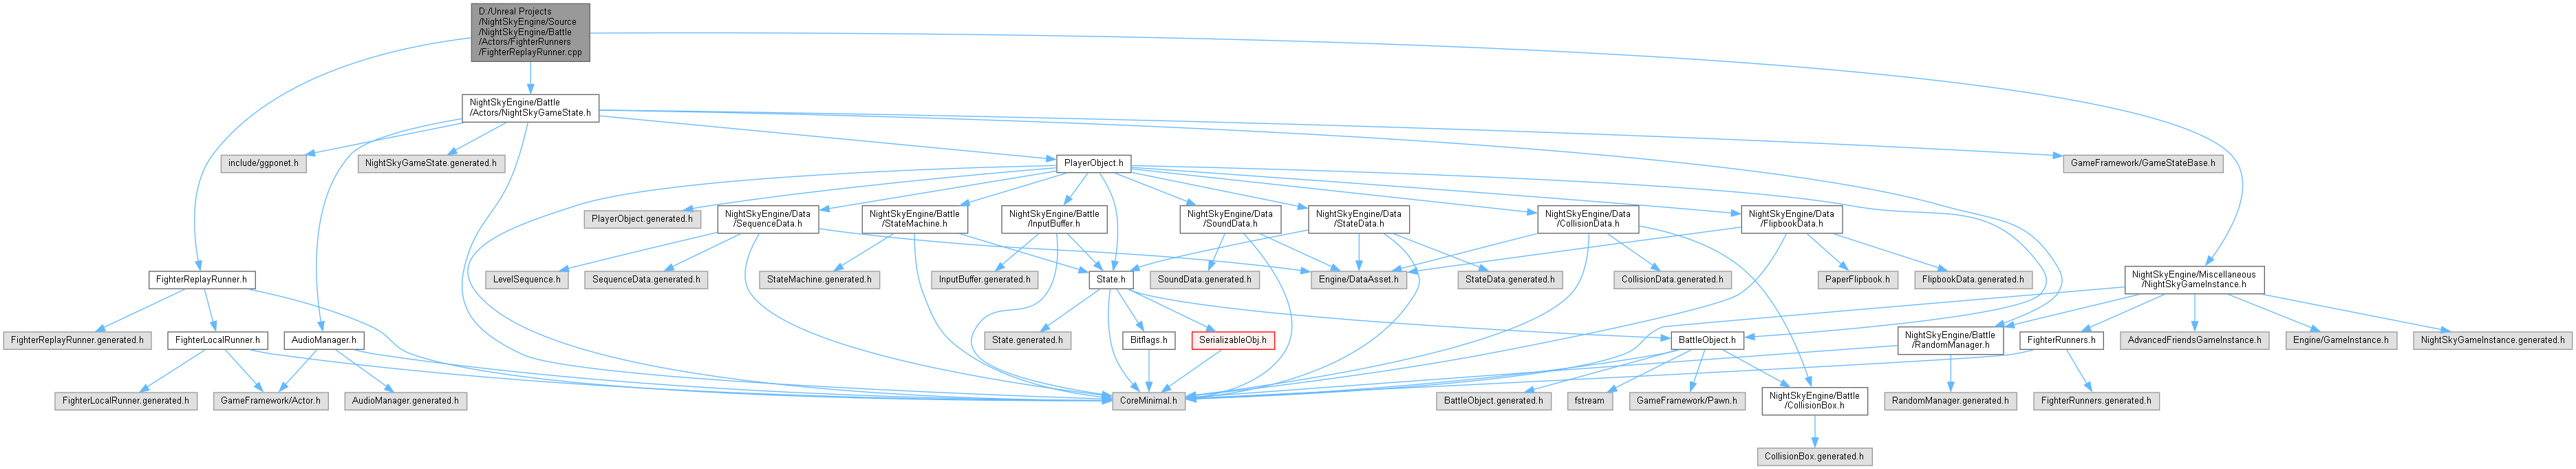 D:/Unreal Projects
/NightSkyEngine/Source
/NightSkyEngine/Battle
/Actors/FighterRunners
/FighterReplayRunner.cpp
NightSkyEngine/Battle
/Actors/NightSkyGameState.h
include/ggponet.h
NightSkyGameState.generated.h
PlayerObject.h
GameFramework/GameStateBase.h
PlayerObject.generated.h
NightSkyEngine/Data
/SequenceData.h
NightSkyEngine/Battle
/StateMachine.h
NightSkyEngine/Battle
/InputBuffer.h
NightSkyEngine/Data
/SoundData.h
NightSkyEngine/Data
/StateData.h
NightSkyEngine/Data
/CollisionData.h
NightSkyEngine/Data
/FlipbookData.h
FighterReplayRunner.h
LevelSequence.h
SequenceData.generated.h
StateMachine.generated.h
InputBuffer.generated.h
State.h
SoundData.generated.h
Engine/DataAsset.h
StateData.generated.h
CollisionData.generated.h
PaperFlipbook.h
FlipbookData.generated.h
NightSkyEngine/Miscellaneous
/NightSkyGameInstance.h
FighterReplayRunner.generated.h
FighterLocalRunner.h
AudioManager.h
State.generated.h
Bitflags.h
SerializableObj.h
BattleObject.h
NightSkyEngine/Battle
/RandomManager.h
FighterRunners.h
AdvancedFriendsGameInstance.h
Engine/GameInstance.h
NightSkyGameInstance.generated.h
FighterLocalRunner.generated.h
GameFramework/Actor.h
AudioManager.generated.h
CoreMinimal.h
BattleObject.generated.h
fstream
GameFramework/Pawn.h
NightSkyEngine/Battle
/CollisionBox.h
RandomManager.generated.h
FighterRunners.generated.h
CollisionBox.generated.h